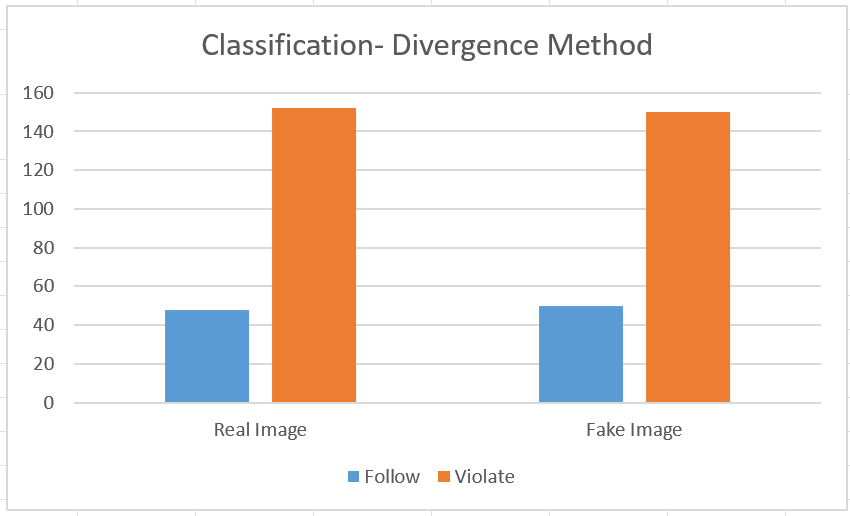 Classification- Divergence Method
160
140
120
100
80
60
40
20
0
Real Image
Fake Image
Follow
Violate